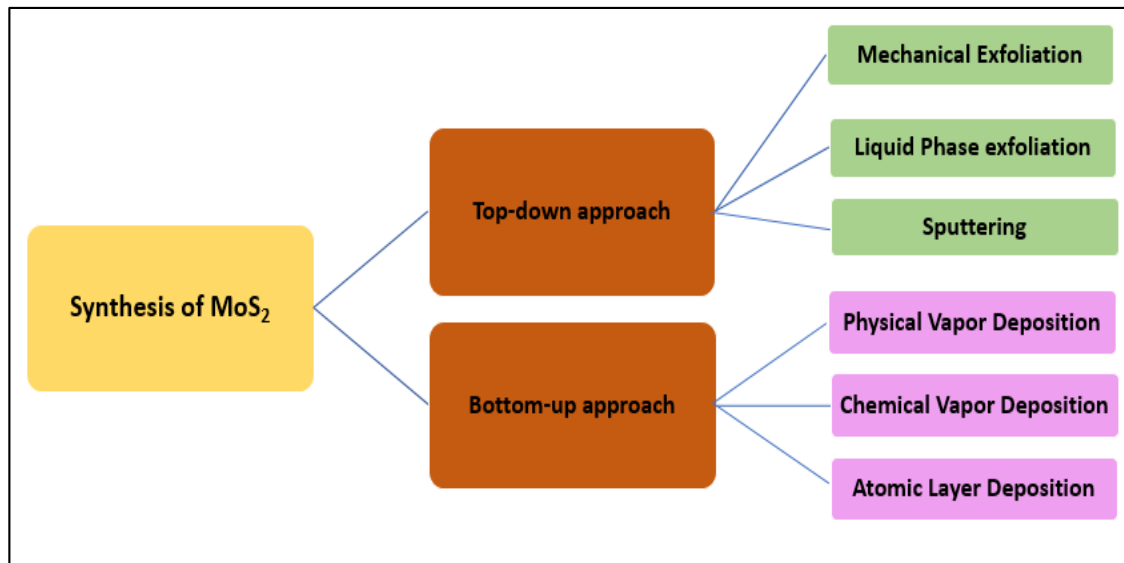 Synthesis of MoS₂
Top-down approach
Bottom-up approach
Mechanical Exfoliation
Liquid Phase exfoliation
Sputtering
Physical Vapor Deposition
Chemical Vapor Deposition
Atomic Layer Deposition